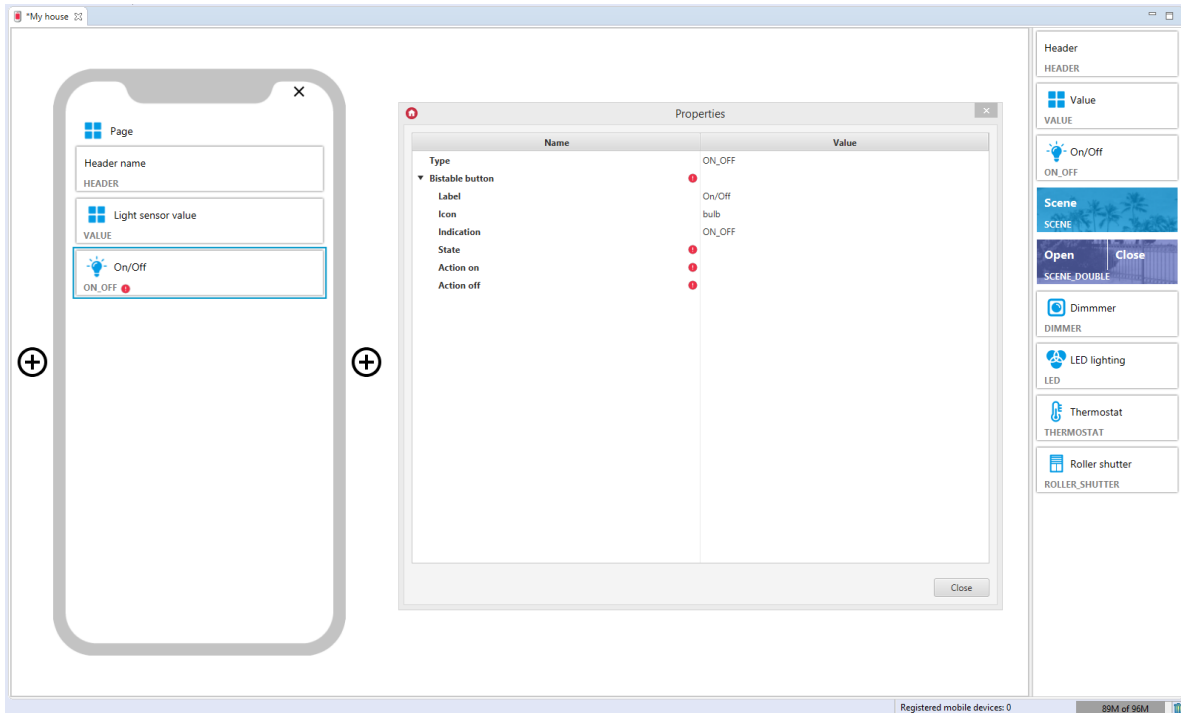 *My house
Page
Header name
HEADER
Light sensor value
VALUE
On/Off
ON_OFF
Properties
Name Value
Type ON_OFF
Bistable button
Label On/Off
Icon bulb
Indication ON_OFF
State
Action on
Action off
Close
Header
HEADER
Value
VALUE
On/Off
ON_OFF
Scene
SCENE
Open Close
SCENE_DOUBLE
Dimmmer
DIMMER
LED lighting
LED
Thermostat
THERMOSTAT
Roller shutter
ROLLER_SHUTTER
Registered mobile devices: 0
89M of 96M